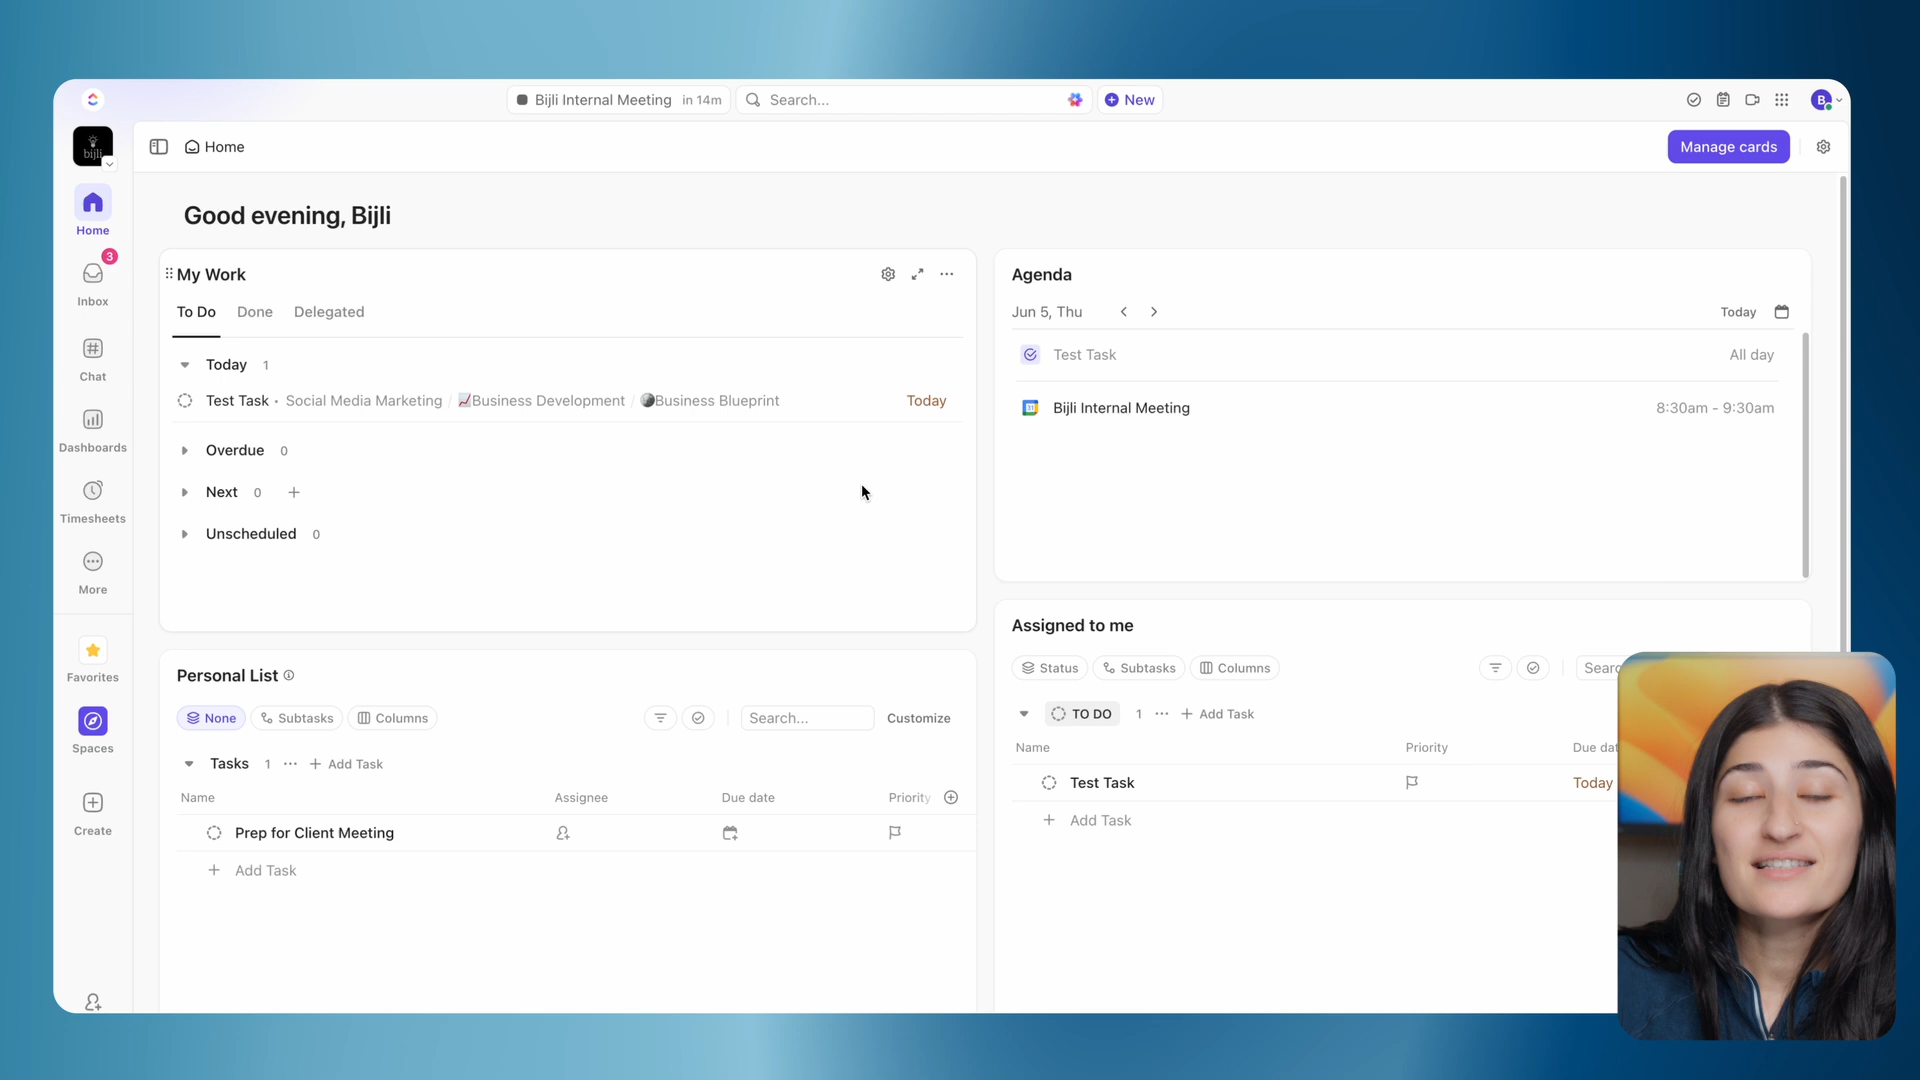 Bijli Internal Meeting in 14m
Search...
New
B
bijli
Home
Manage cards
Home
Inbox
3
Chat
Dashboards
Timesheets
More
Favorites
Spaces
Create
Good evening, Bijli
My Work
To Do Done Delegated
Today 1
Test Task • Social Media Marketing / Business Development / Business Blueprint Today
Overdue 0
Next 0
Unscheduled 0
Agenda
Jun 5, Thu Today
Test Task All day
31
Bijli Internal Meeting 8:30am - 9:30am
Personal List
None Subtasks Columns Search... Customize
Tasks 1 ... + Add Task
Name Assignee Due date Priority
Prep for Client Meeting
+ Add Task
Assigned to me
Status Subtasks Columns Searc
TO DO 1 ... + Add Task
Name Priority Due dat
Test Task Today
+ Add Task